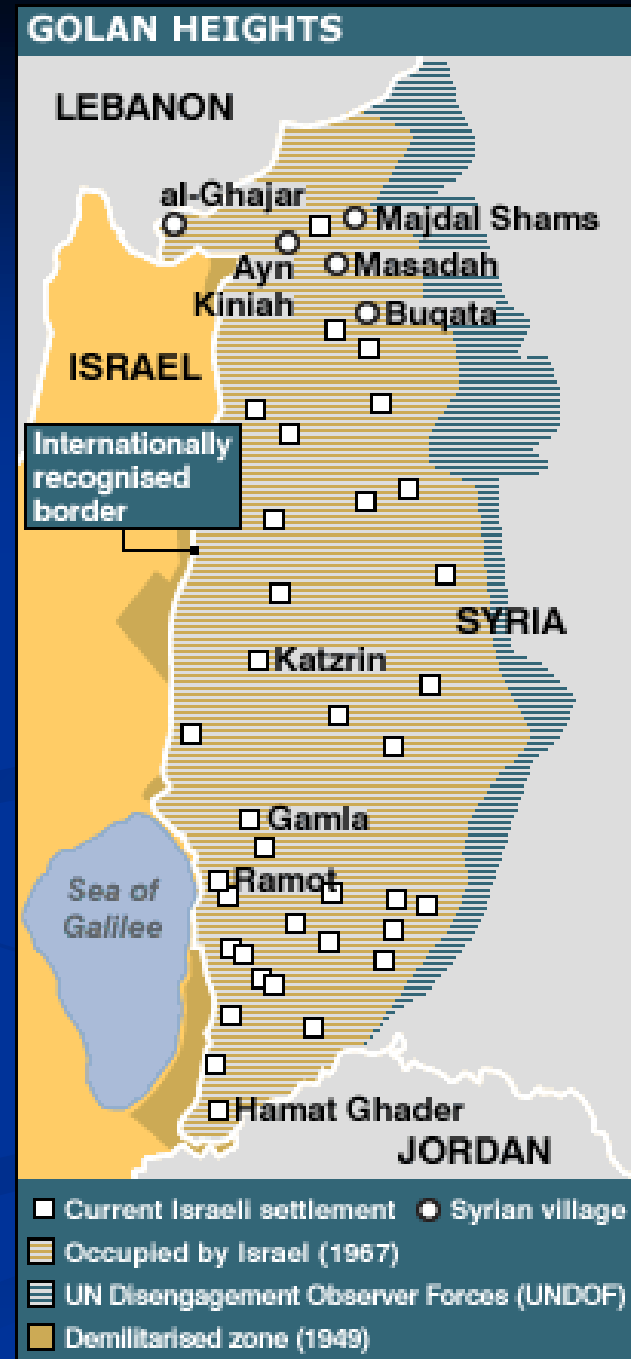 GOLAN HEIGHTS
LEBANON
al-Ghajar
Majdal Shams
Ayn
Kiniah
Masadah
Buqata
ISRAEL
Internationally
recognised
border
SYRIA
Katzrin
Gamla
Ramot
Sea of
Galilee
Hamat Ghader
JORDAN
Current Israeli settlement
Syrian village
Occupied by Israel (1967)
UN Disengagement Observer Forces (UNDOF)
Demilitarised zone (1949)